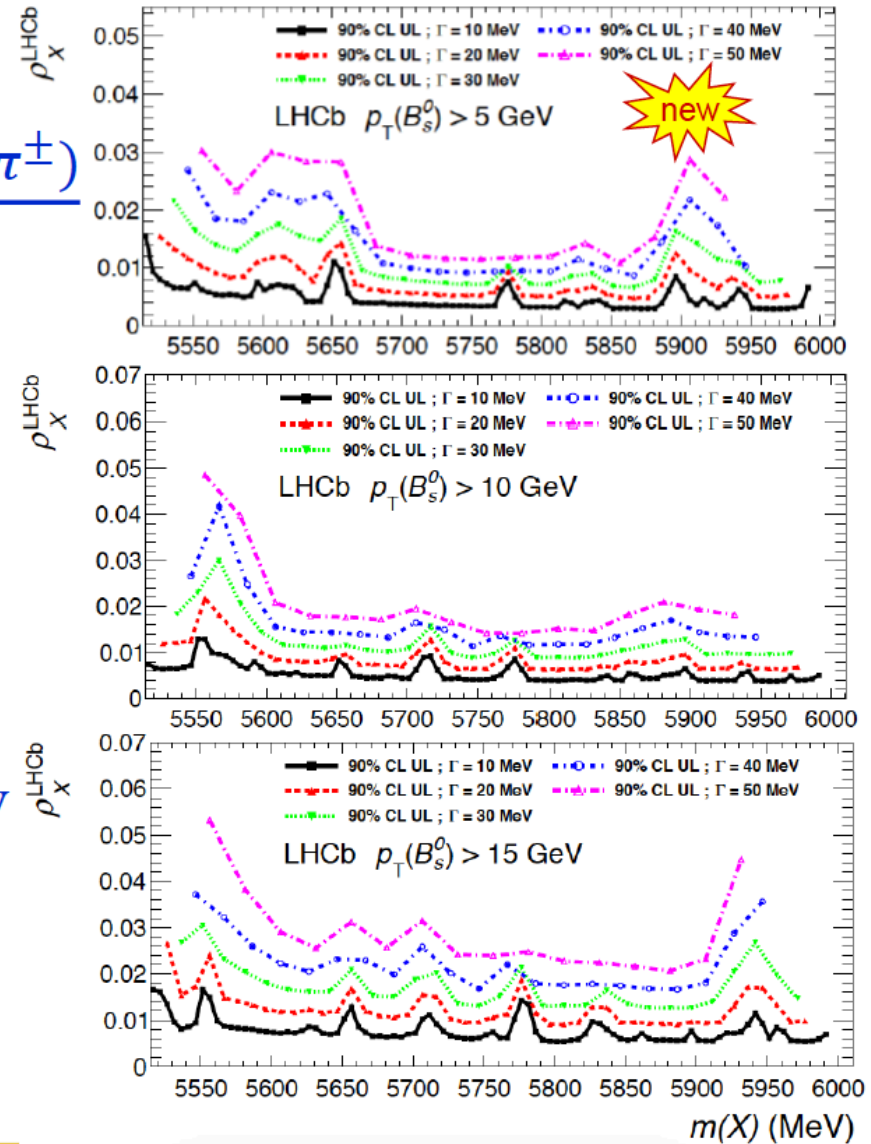 ρ_X^LHCb
0.05
90% CL UL ; Γ = 10 MeV
90% CL UL ; Γ = 40 MeV
90% CL UL ; Γ = 20 MeV
90% CL UL ; Γ = 50 MeV
90% CL UL ; Γ = 30 MeV
0.04
LHCb p_T(B_s^0) > 5 GeV
new
0.03
π^±)
0.02
0.01
0
5550 5600 5650 5700 5750 5800 5850 5900 5950 6000
ρ_X^LHCb
0.07
90% CL UL ; Γ = 10 MeV
90% CL UL ; Γ = 40 MeV
0.06
90% CL UL ; Γ = 20 MeV
90% CL UL ; Γ = 50 MeV
90% CL UL ; Γ = 30 MeV
0.05
LHCb p_T(B_s^0) > 10 GeV
0.04
0.03
0.02
0.01
0
5550 5600 5650 5700 5750 5800 5850 5900 5950 6000
ρ_X^LHCb
0.07
90% CL UL ; Γ = 10 MeV
90% CL UL ; Γ = 40 MeV
0.06
90% CL UL ; Γ = 20 MeV
90% CL UL ; Γ = 50 MeV
90% CL UL ; Γ = 30 MeV
0.05
LHCb p_T(B_s^0) > 15 GeV
0.04
0.03
0.02
0.01
0
5550 5600 5650 5700 5750 5800 5850 5900 5950 6000
m(X) (MeV)